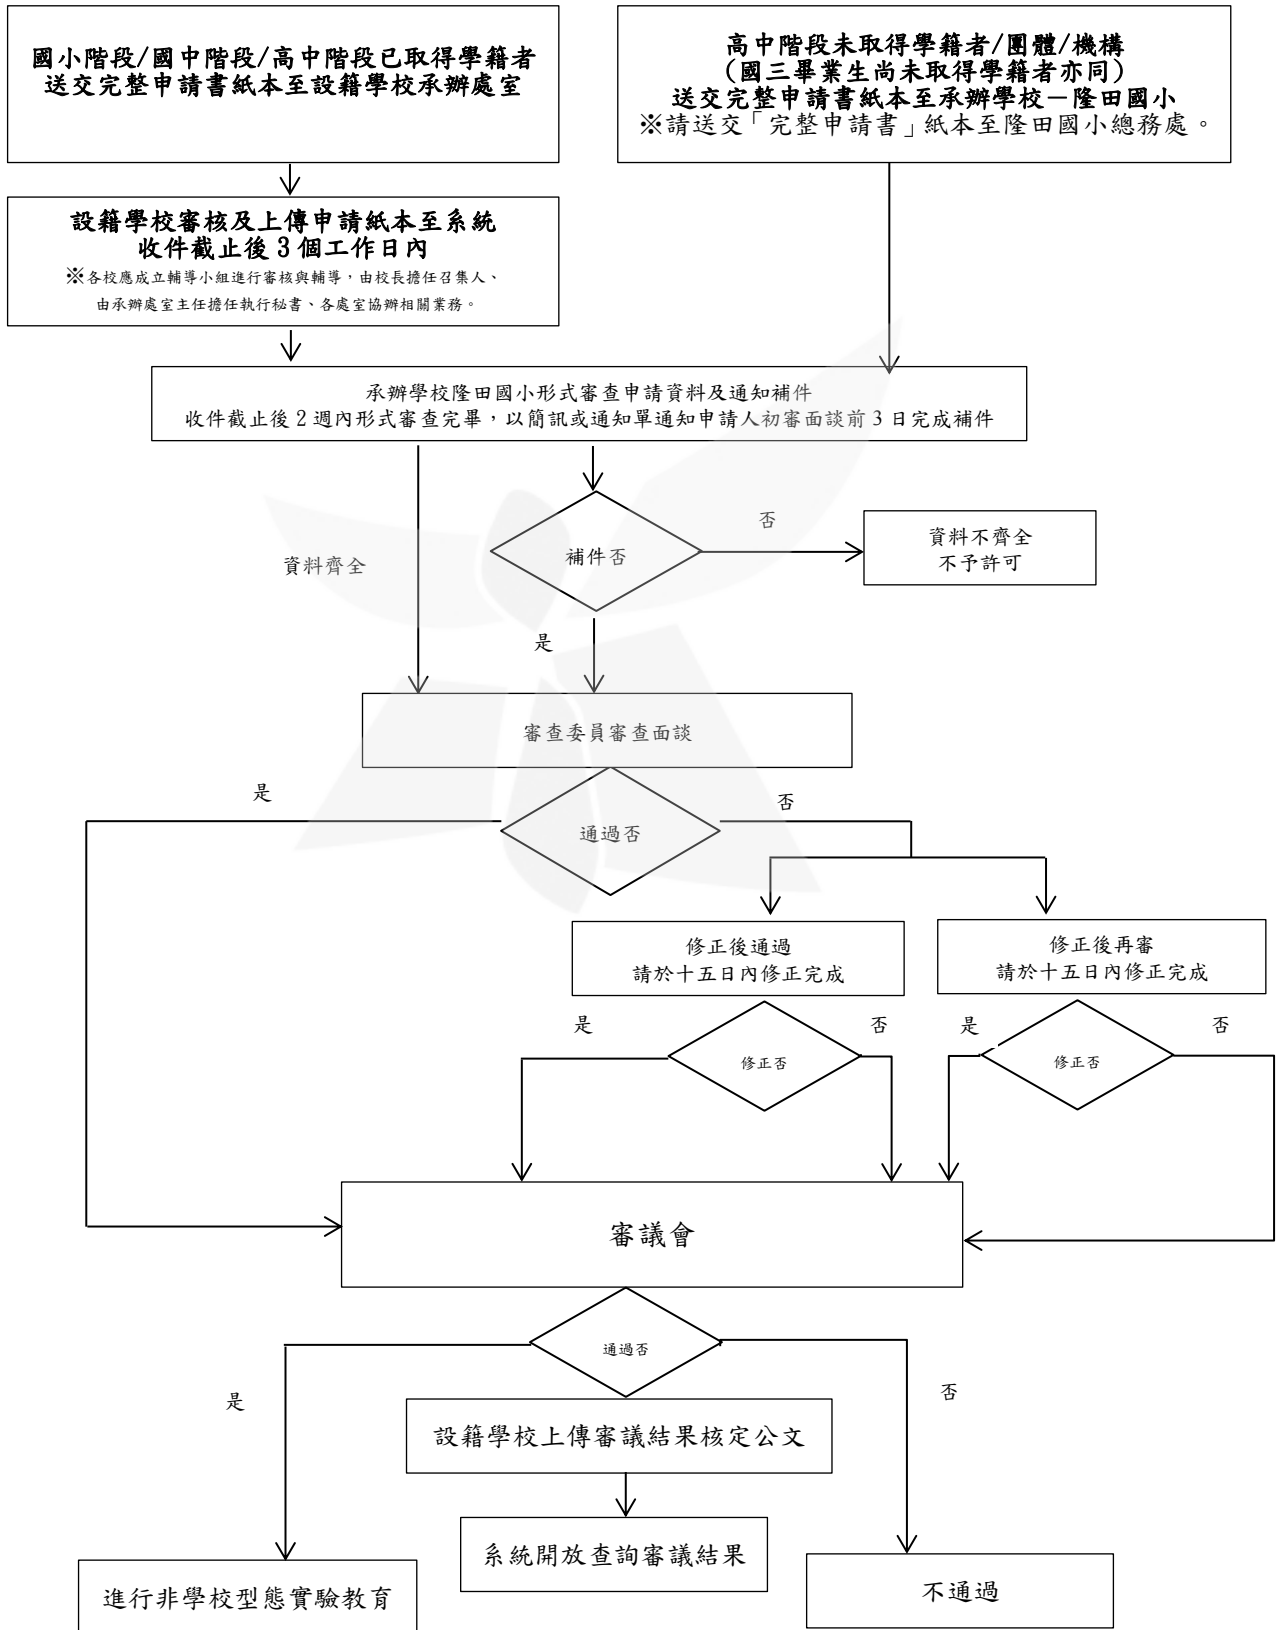 國小階段/國中階段/高中階段已取得學籍者
送交完整申請書紙本至設籍學校承辦處室
高中階段未取得學籍者/團體/機構
(國三畢業生尚未取得學籍者亦同)
送交完整申請書紙本至承辦學校－隆田國小
※請送交「完整申請書」紙本至隆田國小總務處。
設籍學校審核及上傳申請紙本至系統
收件截止後 3 個工作日內
※各校應成立輔導小組進行審核與輔導，由校長擔任召集人、
由承辦處室主任擔任執行秘書、各處室協辦相關業務。
承辦學校隆田國小形式審查申請資料及通知補件
收件截止後 2 週內形式審查完畢，以簡訊或通知單通知申請人初審面談前 3 日完成補件
資料齊全
補件否
否
資料不齊全
不予許可
是
審查委員審查面談
是
通過否
否
修正後通過
請於十五日內修正完成
修正後再審
請於十五日內修正完成
是
修正否
否
是
修正否
否
審議會
通過否
是
否
設籍學校上傳審議結果核定公文
系統開放查詢審議結果
進行非學校型態實驗教育
不通過